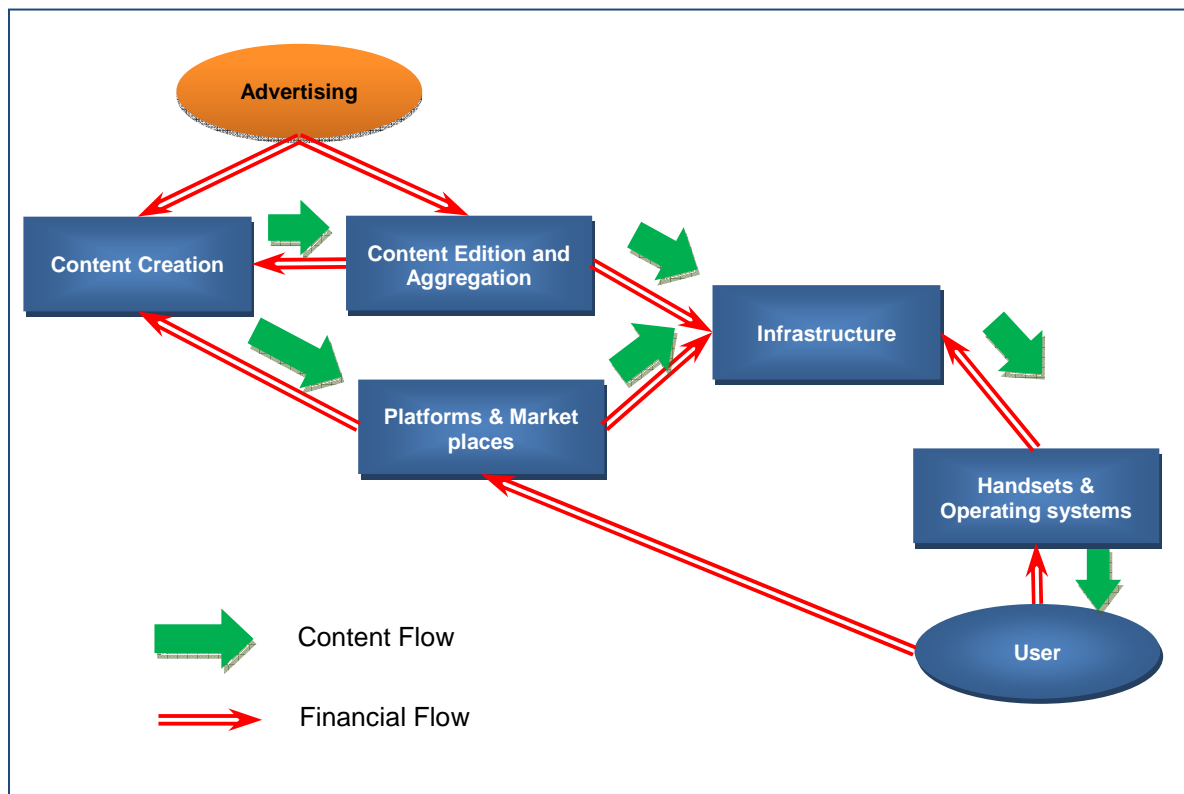 Advertising
Content Creation
Content Edition and
Aggregation
Infrastructure
Platforms & Market
places
Handsets &
Operating systems
User
Content Flow
Financial Flow